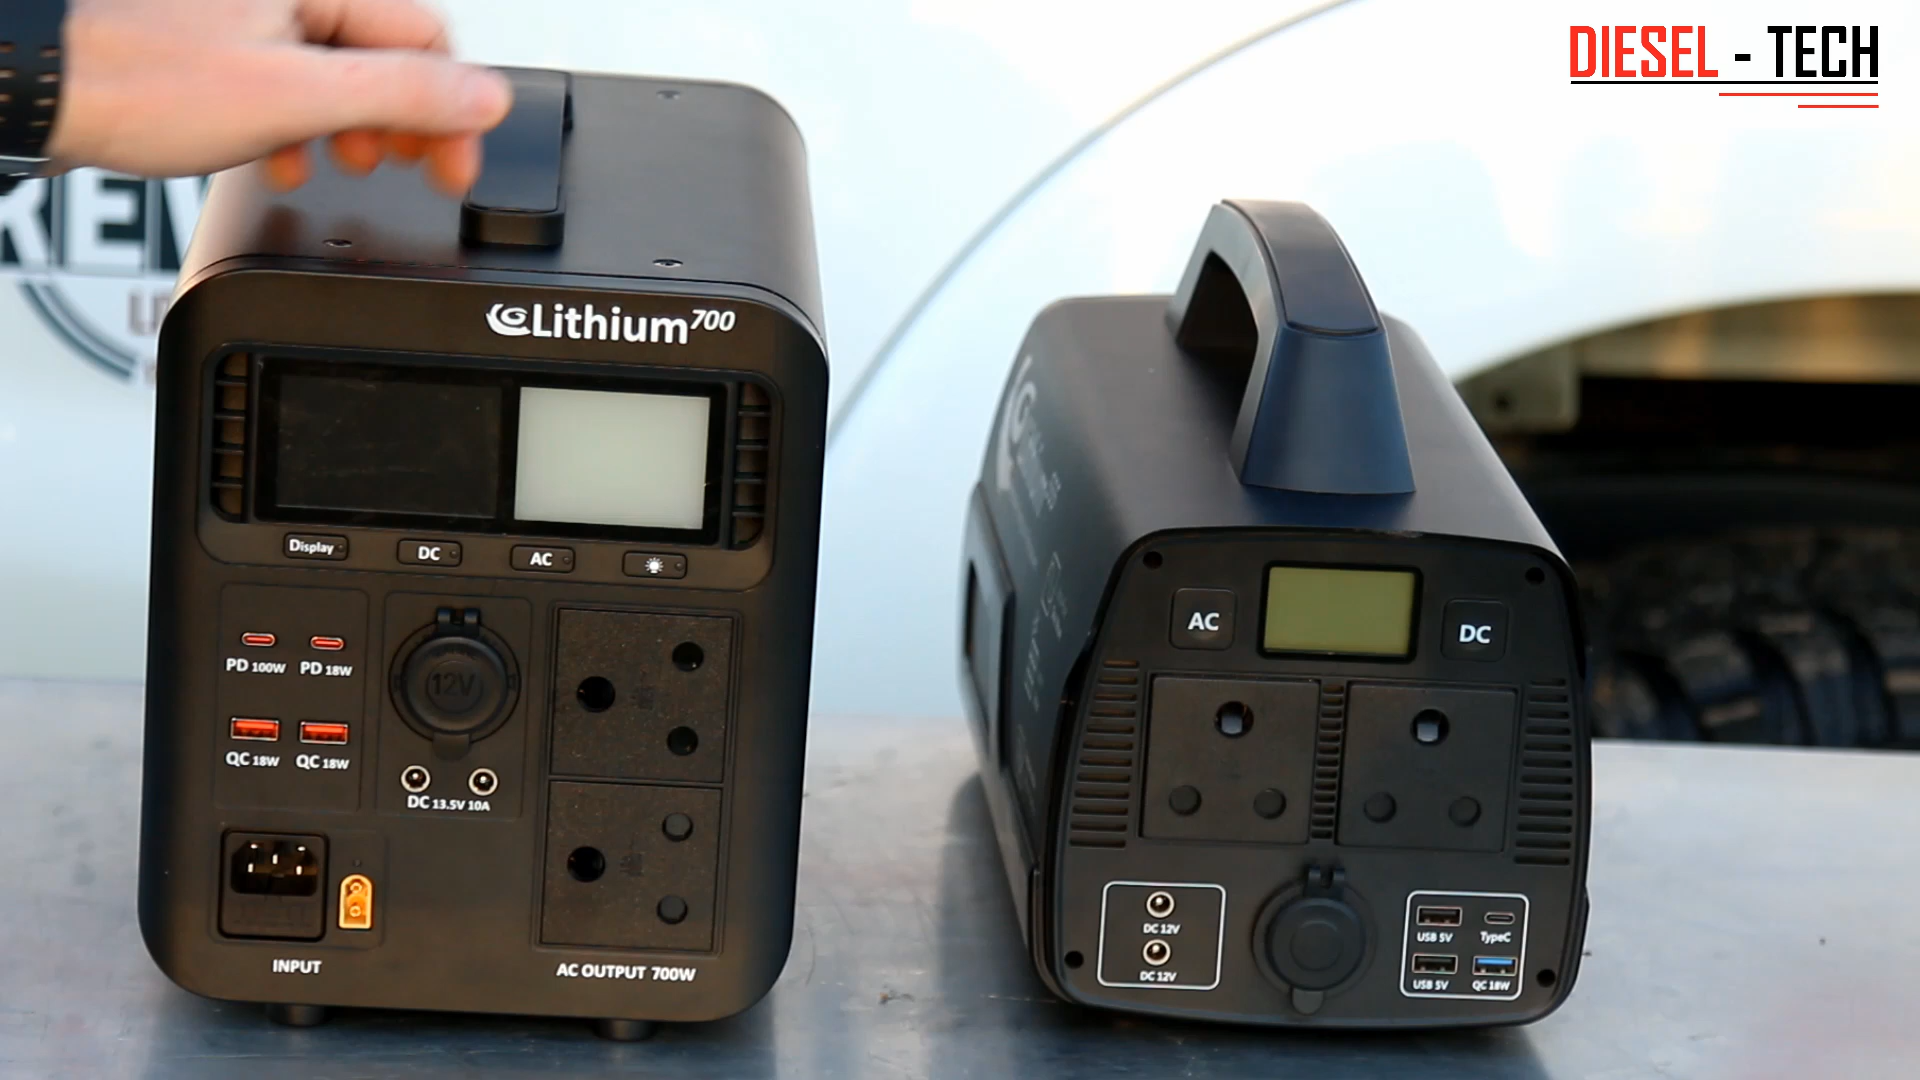 DIESEL - TECH
Lithium700
Display DC AC
PD 100W PD 18W
QC 18W QC 18W
12V
DC 13.5V 10A
INPUT
AC OUTPUT 700W
AC DC
DC 12V
DC 12V
USB 5V TypeC
USB 5V QC 18W